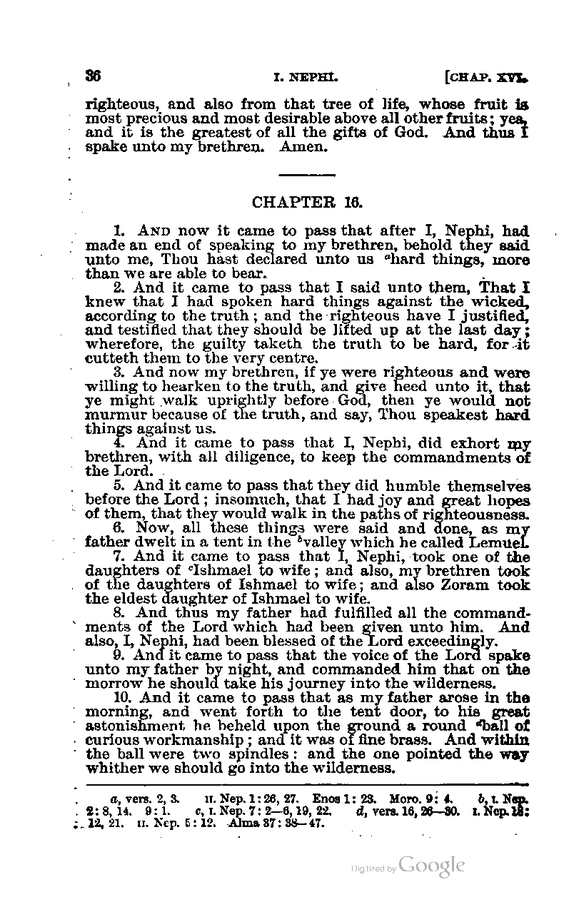 36 I. NEPHI. [CHAP. XVI.
righteous, and also from that tree of life, whose fruit is
most precious and most desirable above all other fruits; yea,
and it is the greatest of all the gifts of God. And thus I
spake unto my brethren. Amen.
CHAPTER 16.
1. AND now it came to pass that after I, Nephi, had
made an end of speaking to my brethren, behold they said
unto me, Thou hast declared unto us ᵃhard things, more
than we are able to bear.
2. And it came to pass that I said unto them, That I
knew that I had spoken hard things against the wicked,
according to the truth; and the righteous have I justified,
and testified that they should be lifted up at the last day;
wherefore, the guilty taketh the truth to be hard, for it
cutteth them to the very centre.
3. And now my brethren, if ye were righteous and were
willing to hearken to the truth, and give heed unto it, that
ye might walk uprightly before God, then ye would not
murmur because of the truth, and say, Thou speakest hard
things against us.
4. And it came to pass that I, Nephi, did exhort my
brethren, with all diligence, to keep the commandments of
the Lord.
5. And it came to pass that they did humble themselves
before the Lord; insomuch, that I had joy and great hopes
of them, that they would walk in the paths of righteousness.
6. Now, all these things were said and done, as my
father dwelt in a tent in the ᵇvalley which he called Lemuel.
7. And it came to pass that I, Nephi, took one of the
daughters of ᶜIshmael to wife; and also, my brethren took
of the daughters of Ishmael to wife; and also Zoram took
the eldest daughter of Ishmael to wife.
8. And thus my father had fulfilled all the command-
ments of the Lord which had been given unto him. And
also, I, Nephi, had been blessed of the Lord exceedingly.
9. And it came to pass that the voice of the Lord spake
unto my father by night, and commanded him that on the
morrow he should take his journey into the wilderness.
10. And it came to pass that as my father arose in the
morning, and went forth to the tent door, to his great
astonishment he beheld upon the ground a round ᵈball of
curious workmanship; and it was of fine brass. And within
the ball were two spindles: and the one pointed the way
whither we should go into the wilderness.
a, vers. 2, 3. II. Nep. 1:26, 27. Enos 1: 23. Moro. 9: 4. b, I. Nep.
2:8, 14. 9:1. c, I. Nep. 7: 2—6, 19, 22. d, vers. 16, 26—30. I. Nep. 18:
12, 21. II. Nep. 5:12. Alma 37: 38—47.
Digitized by Google